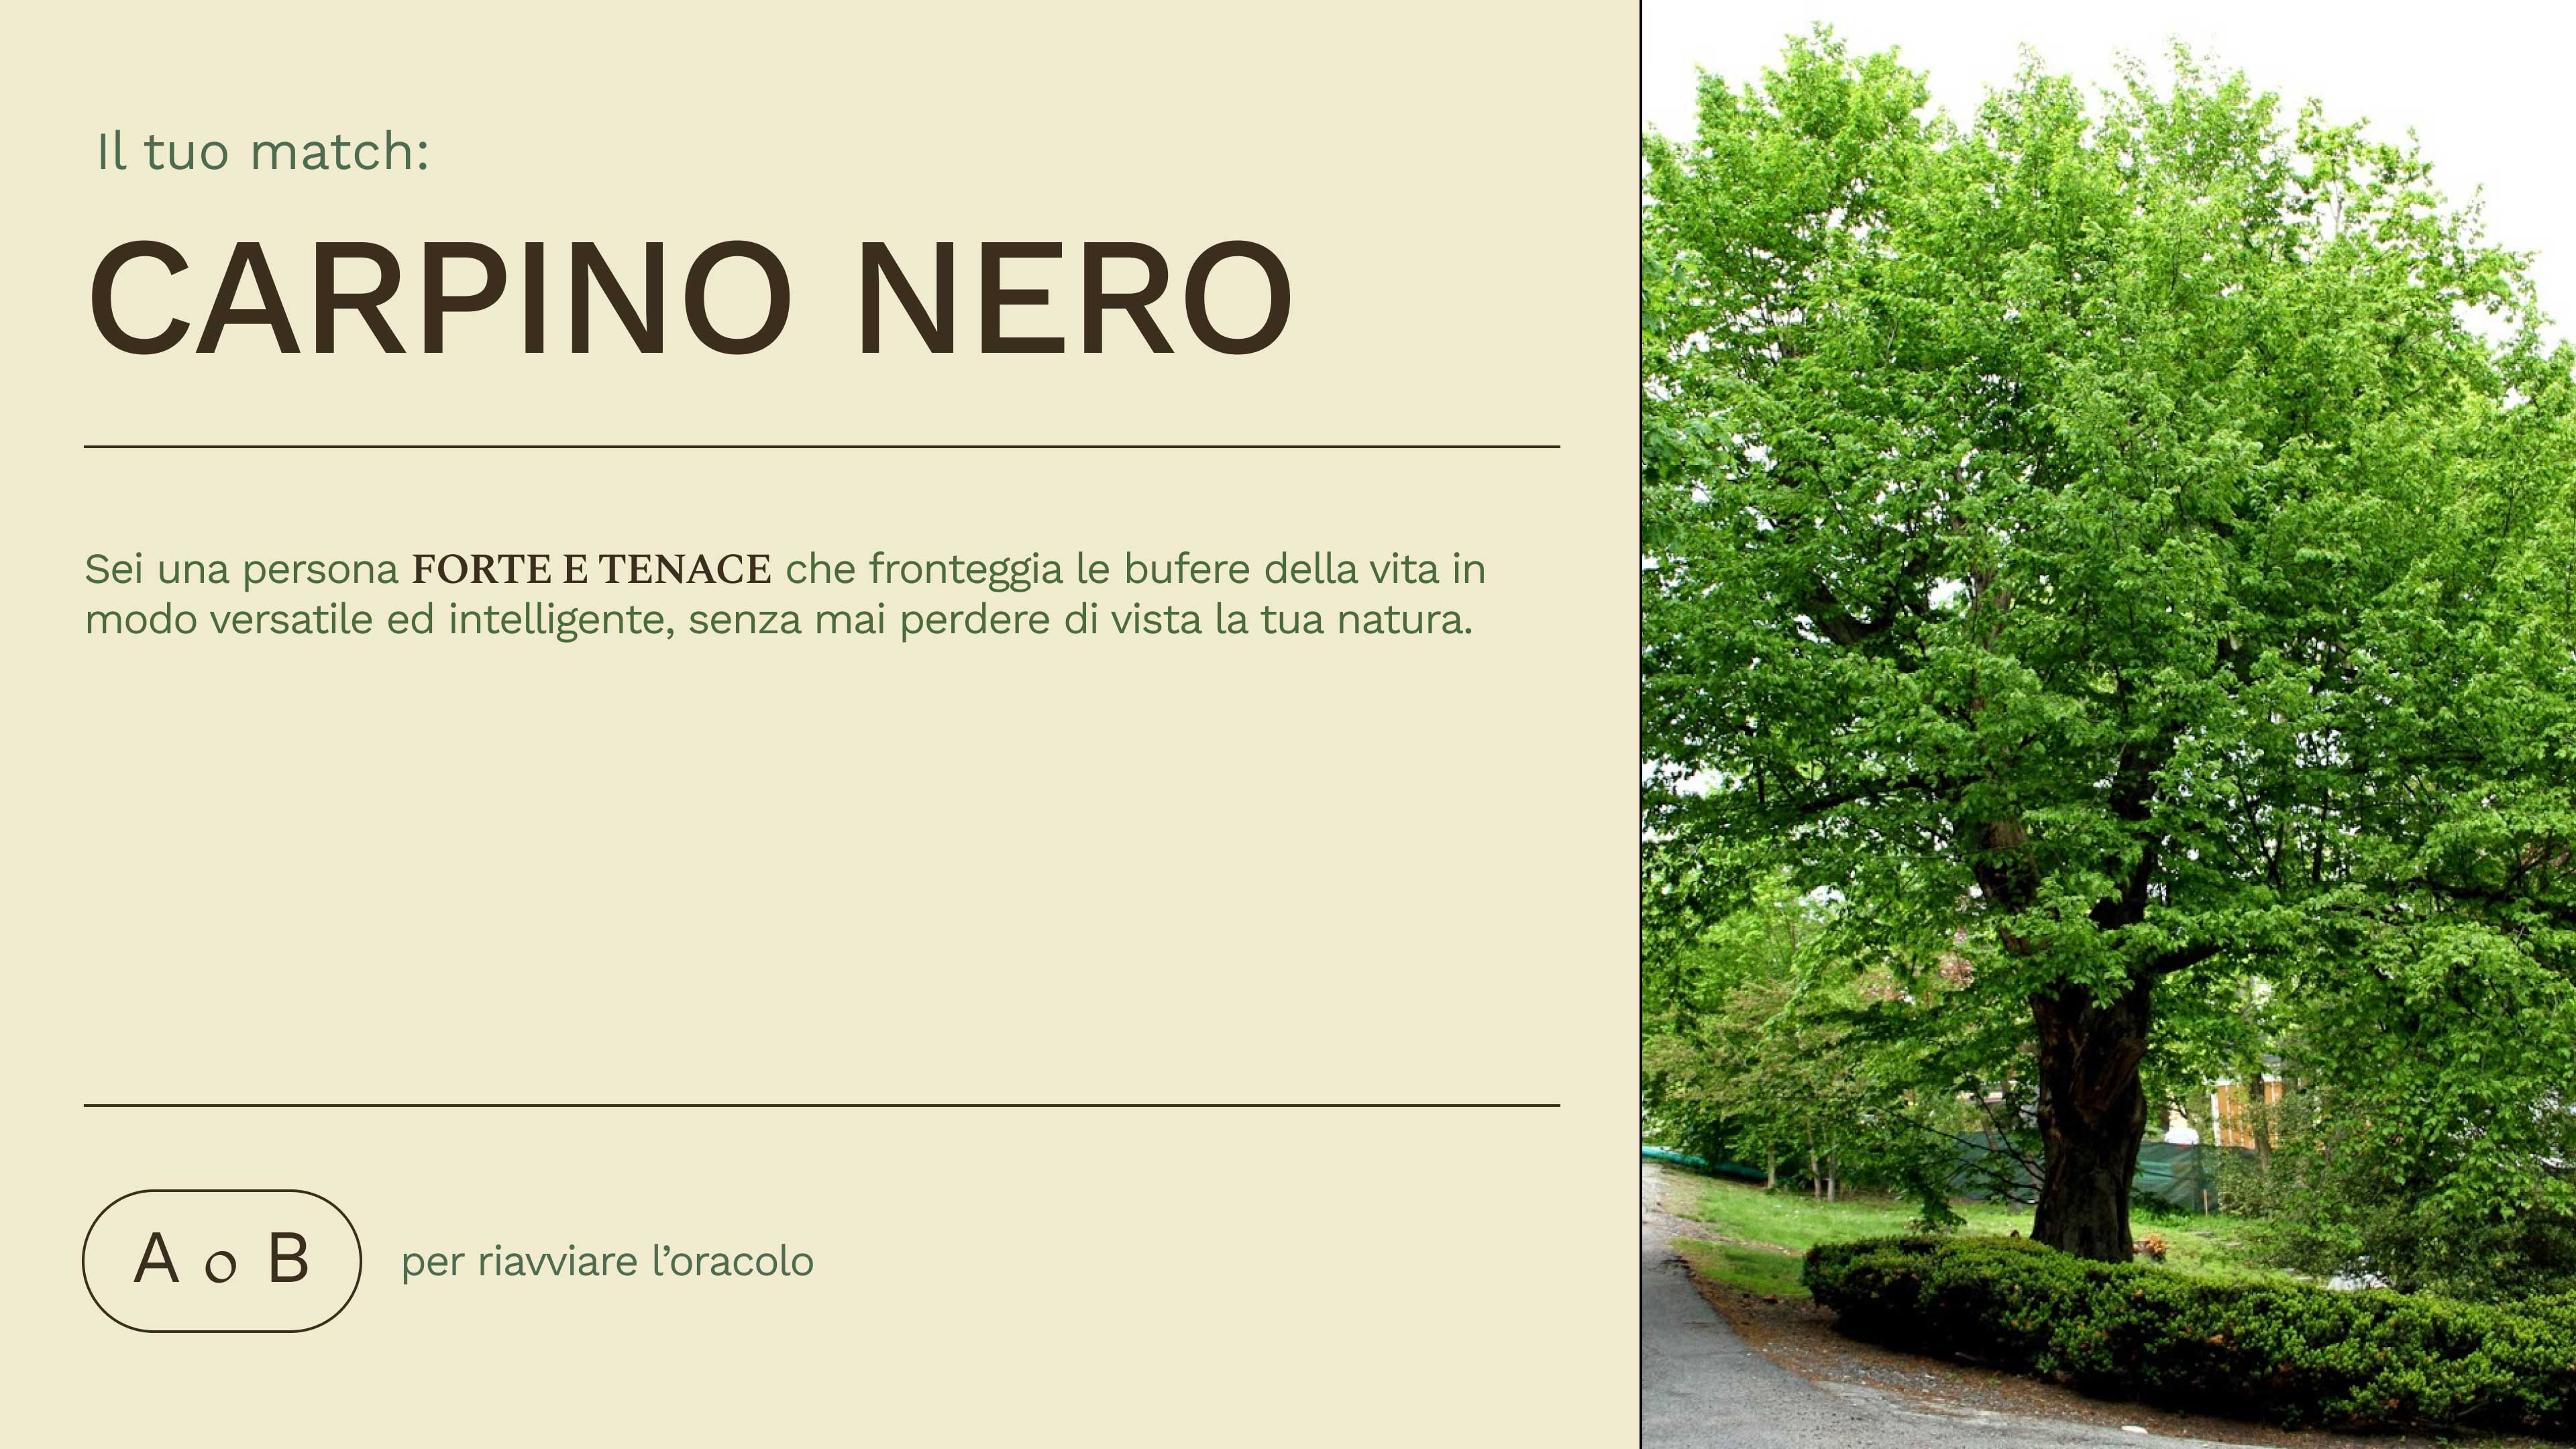 Il tuo match:
CARPINO NERO
Sei una persona FORTE E TENACE che fronteggia le bufere della vita in
modo versatile ed intelligente, senza mai perdere di vista la tua natura.
A o B per riavviare l’oracolo